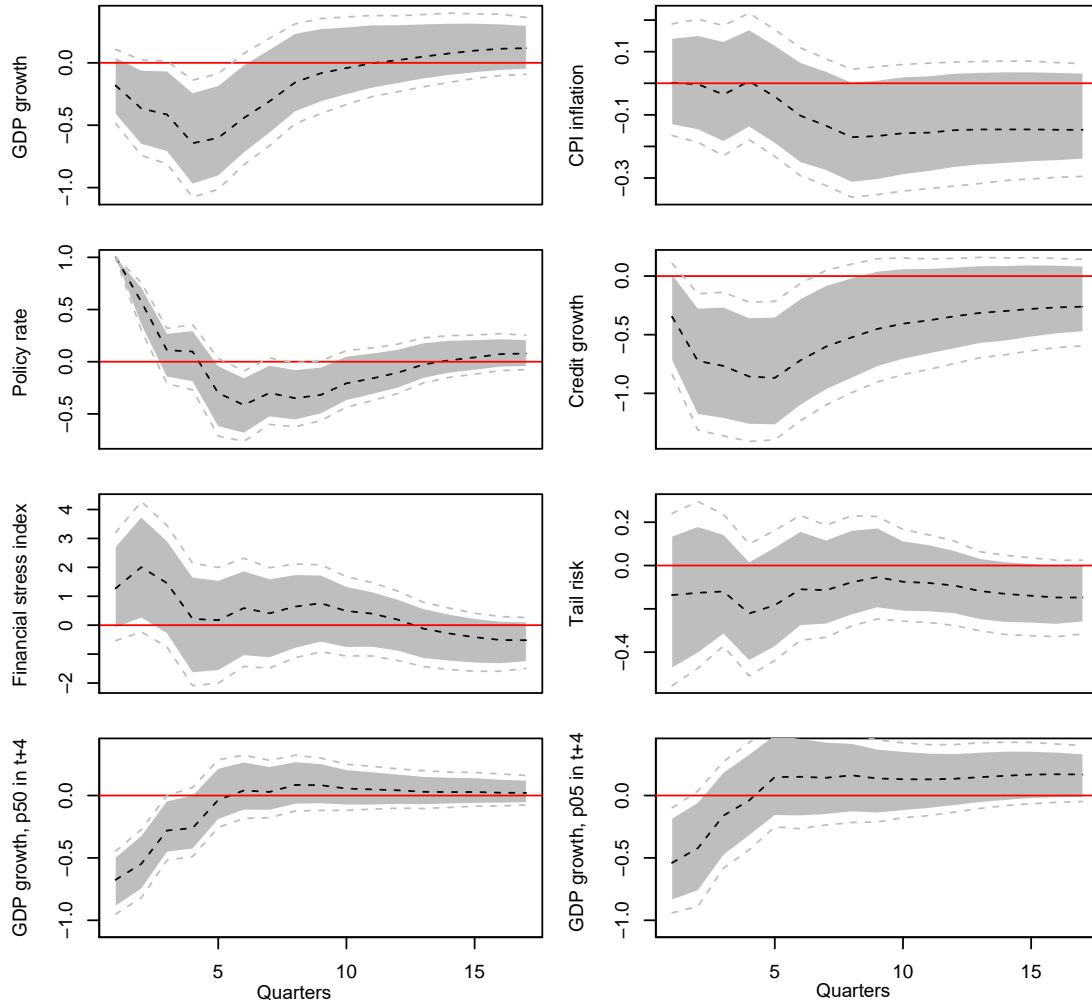 GDP growth
0.0
−0.5
−1.0
CPI inflation
0.1
−0.1
−0.3
Policy rate
1.0
0.5
0.0
−0.5
Credit growth
0.0
−0.5
−1.0
Financial stress index
4
3
2
1
0
−2
Tail risk
0.2
0.0
−0.4
GDP growth, p50 in t+4
0.0
−0.5
−1.0
5 10 15
Quarters
GDP growth, p05 in t+4
0.0
−0.5
−1.0
5 10 15
Quarters